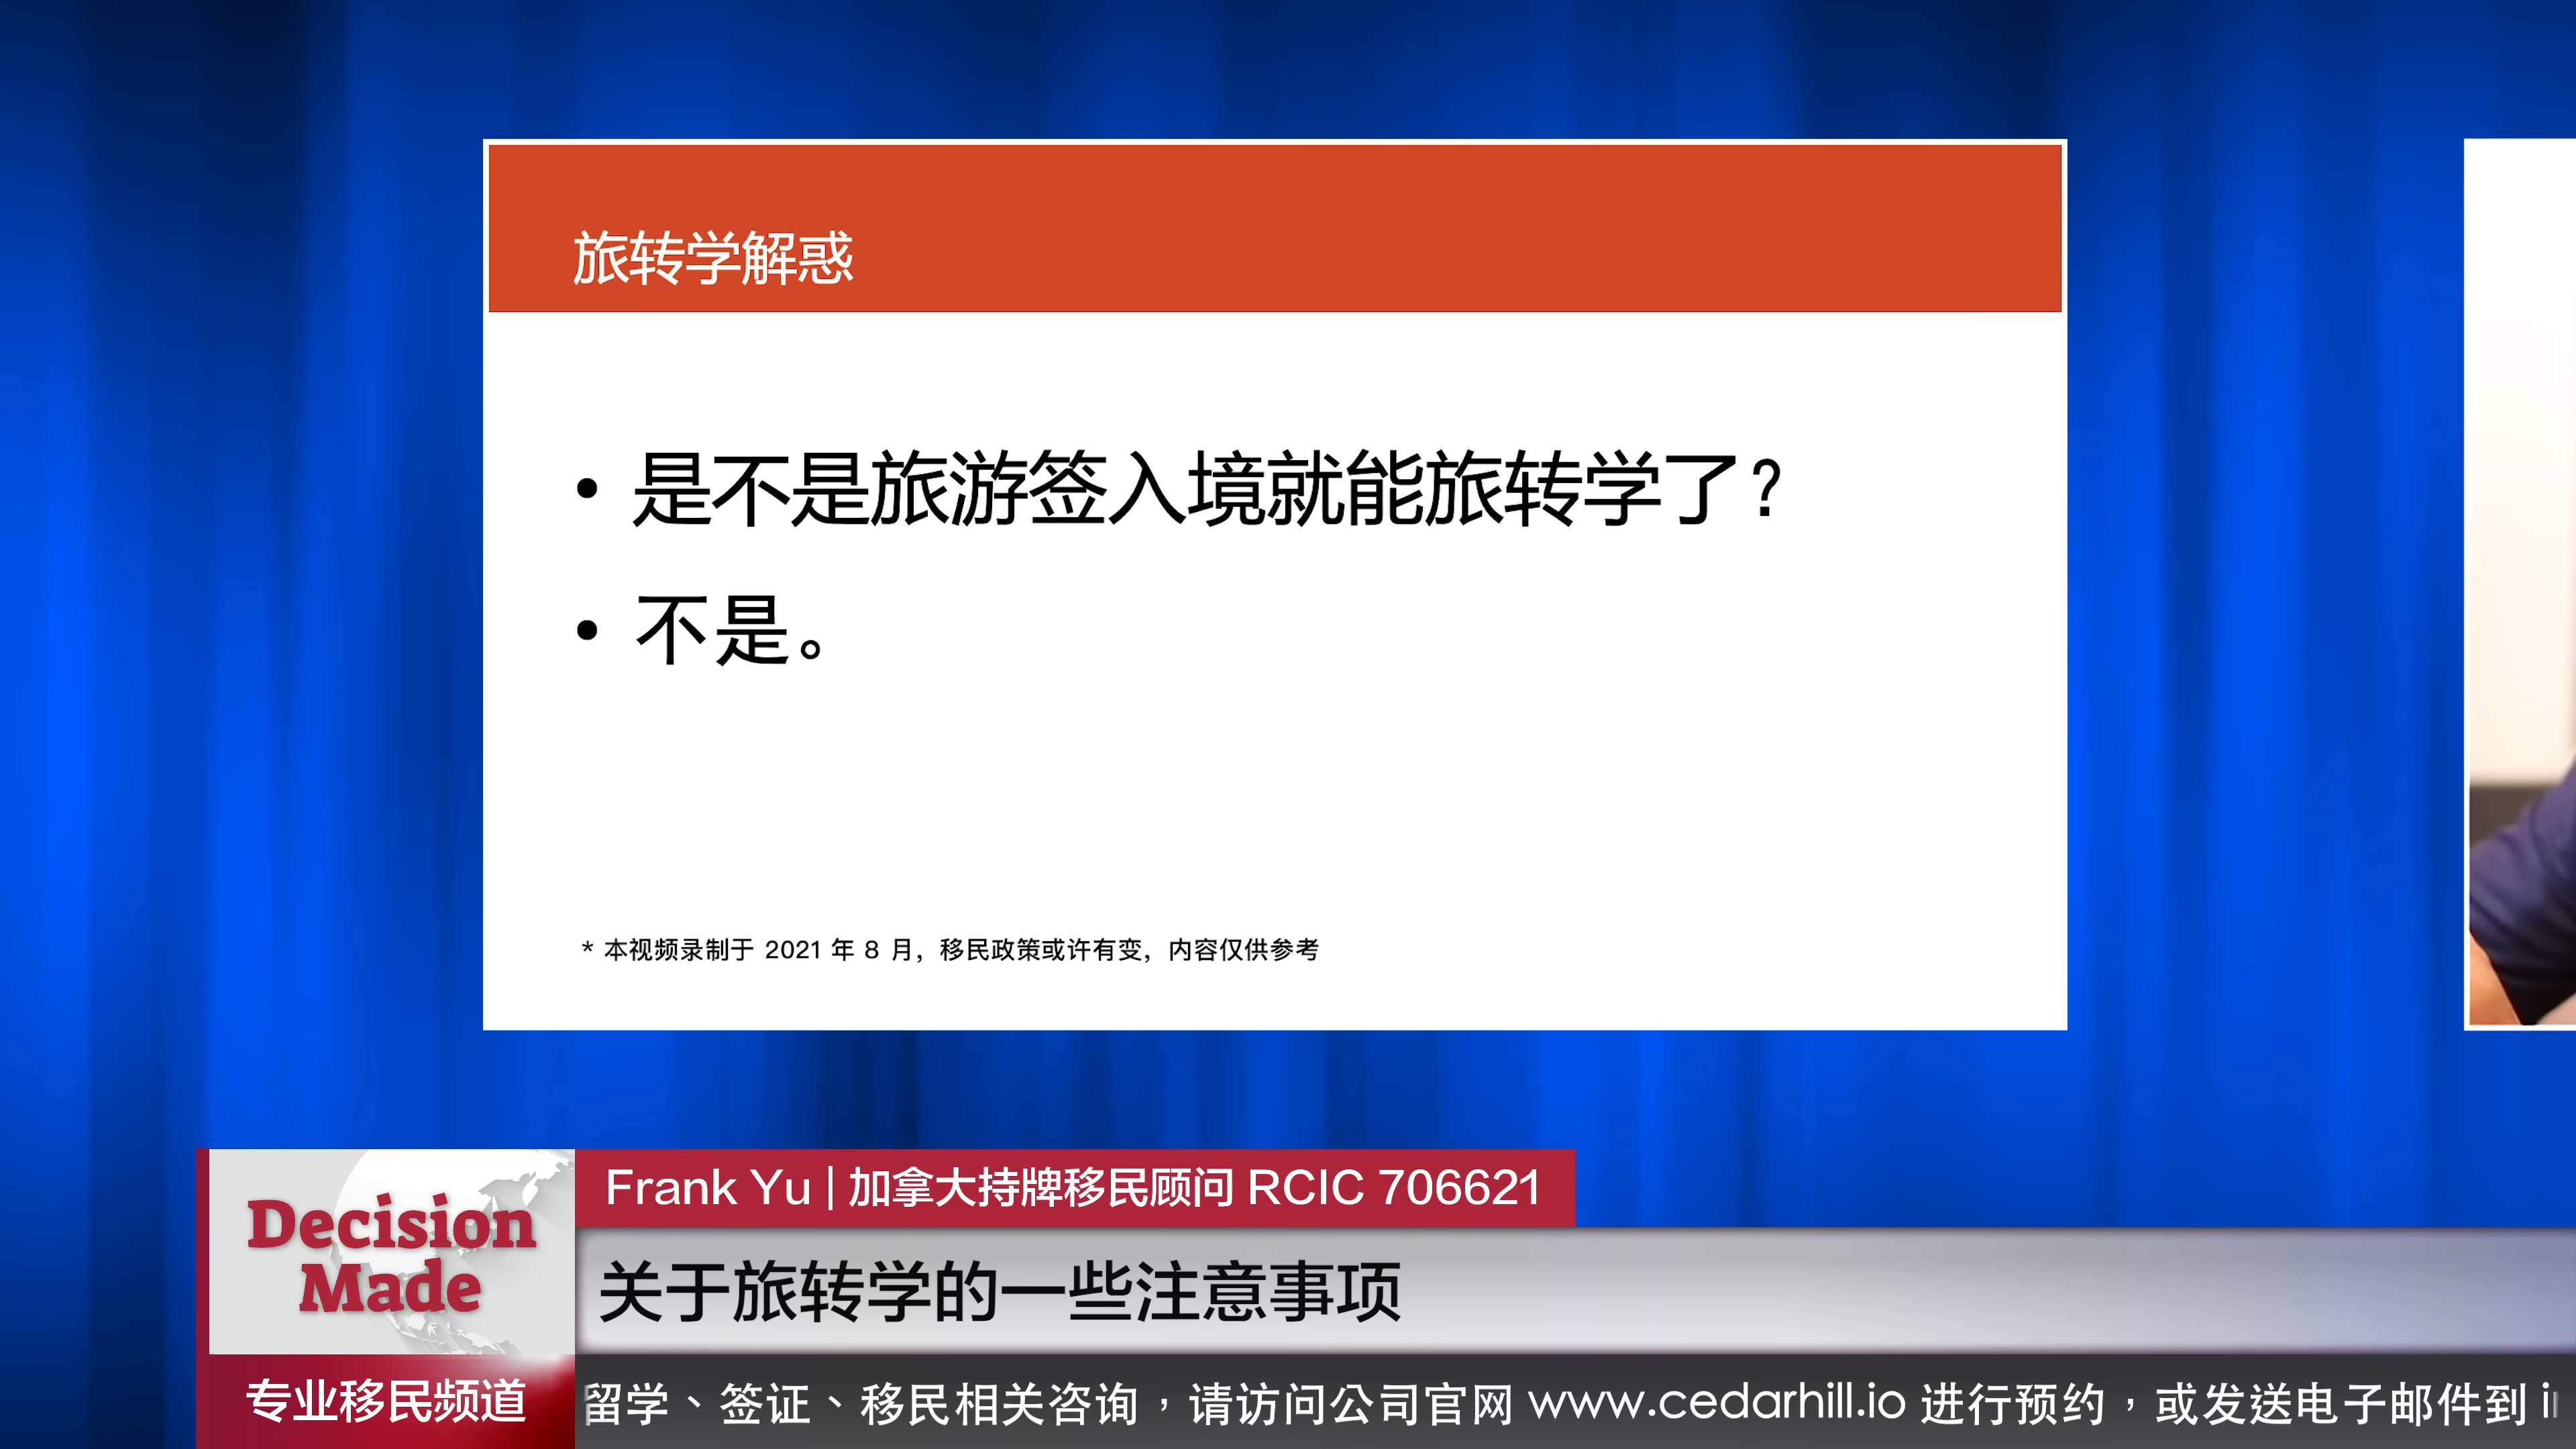 旅转学解惑
• 是不是旅游签入境就能旅转学了？
• 不是。
* 本视频录制于 2021 年 8 月，移民政策或许有变，内容仅供参考
Frank Yu | 加拿大持牌移民顾问 RCIC 706621
Decision
Made
关于旅转学的一些注意事项
专业移民频道
留学、签证、移民相关咨询，请访问公司官网 www.cedarhill.io 进行预约，或发送电子邮件到